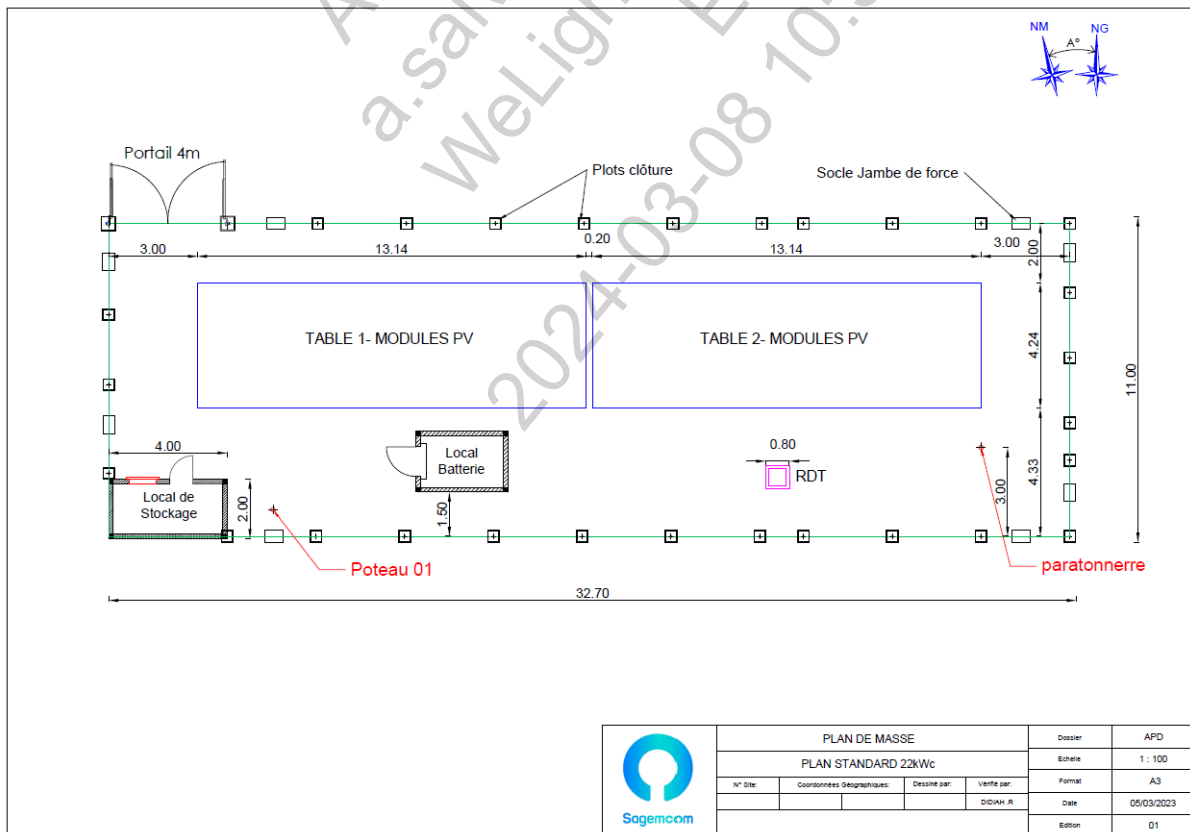 a.sa
WeLigh
2024-03-08 10:
NM
A°
NG
Portail 4m
Plots clôture
Socle Jambe de force
3.00
13.14
0.20
13.14
3.00
2.00
TABLE 1- MODULES PV
TABLE 2- MODULES PV
4.24
11.00
4.00
Local
Batterie
0.80
RDT
4.33
3.00
Local de
Stockage
2.00
1.50
Poteau 01
paratonnerre
32.70
Sagemcom
PLAN DE MASSE
PLAN STANDARD 22kWc
N° Site:
Coordonnées Géographiques:
Dessiné par:
Vérifié par:
DIDIAH .R
Dossier
APD
Echelle
1 : 100
Format
A3
Date
05/03/2023
Edition
01